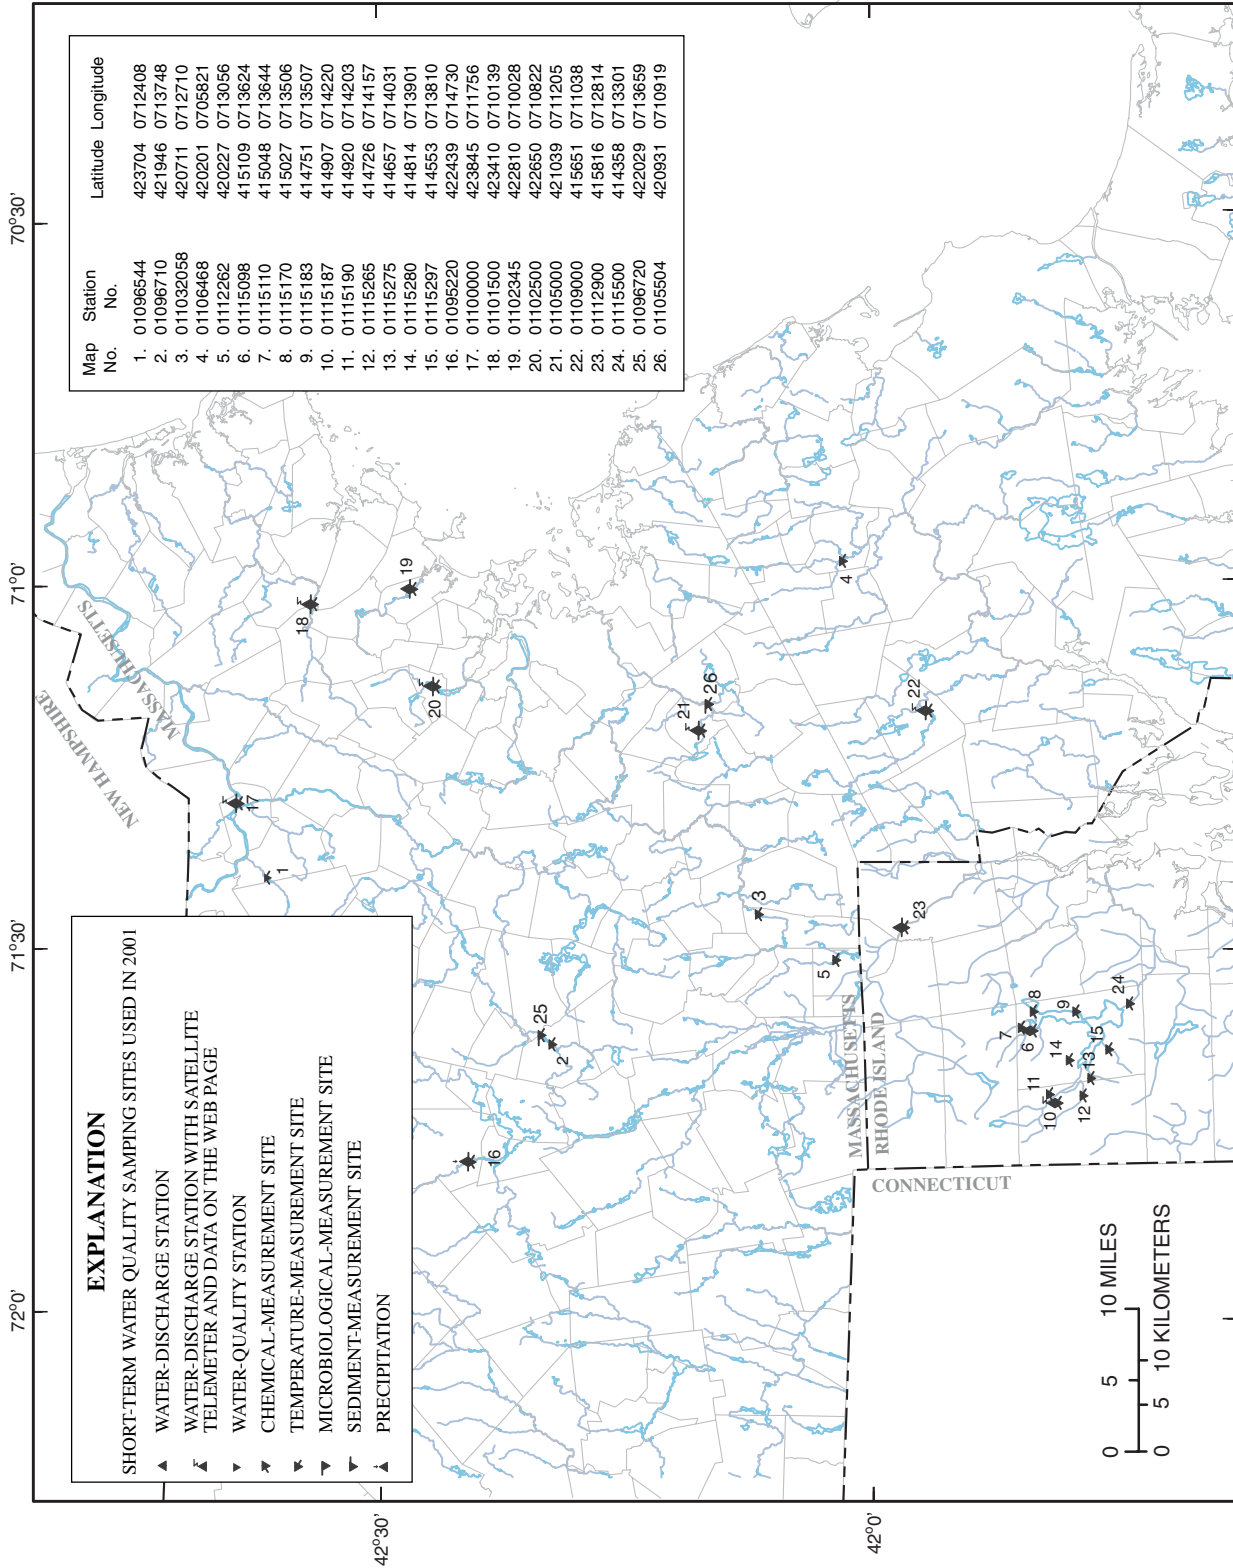 EXPLANATION
SHORT-TERM WATER QUALITY SAMPING SITES USED IN 2001
WATER-DISCHARGE STATION
WATER-DISCHARGE STATION WITH SATELLITE
TELEMETER AND DATA ON THE WEB PAGE
WATER-QUALITY STATION
CHEMICAL-MEASUREMENT SITE
TEMPERATURE-MEASUREMENT SITE
MICROBIOLOGICAL-MEASUREMENT SITE
SEDIMENT-MEASUREMENT SITE
PRECIPITATION
Map Station Latitude Longitude
No. No.
1. 01096544 423704 0712408
2. 01096710 421946 0713748
3. 011032058 420711 0712710
4. 01106468 420201 0705821
5. 01112262 420227 0713056
6. 01115098 415109 0713624
7. 01115110 415048 0713644
8. 01115170 415027 0713506
9. 01115183 414751 0713507
10. 01115187 414907 0714220
11. 01115190 414920 0714203
12. 01115265 414726 0714157
13. 01115275 414657 0714031
14. 01115280 414814 0713901
15. 01115297 414553 0713810
16. 01095220 422439 0714730
17. 01100000 423845 0711756
18. 01101500 423410 0710139
19. 01102345 422810 0710028
20. 01102500 422650 0710822
21. 01105000 421039 0711205
22. 01109000 415651 0711038
23. 01112900 415816 0712814
24. 01115500 414358 0713301
25. 01096720 422029 0713659
26. 01105504 420931 0710919
72°0'
71°30'
71°0'
70°30'
42°30'
42°0'
NEW HAMPSHIRE
MASSACHUSETTS
MASSACHUSETTS
RHODE ISLAND
CONNECTICUT
1
17
18
19
20
16
25
2
21
26
3
4
5
22
23
7
6
8
9
24
14
15
11
10
13
12
0 5 10 MILES
0 5 10 KILOMETERS